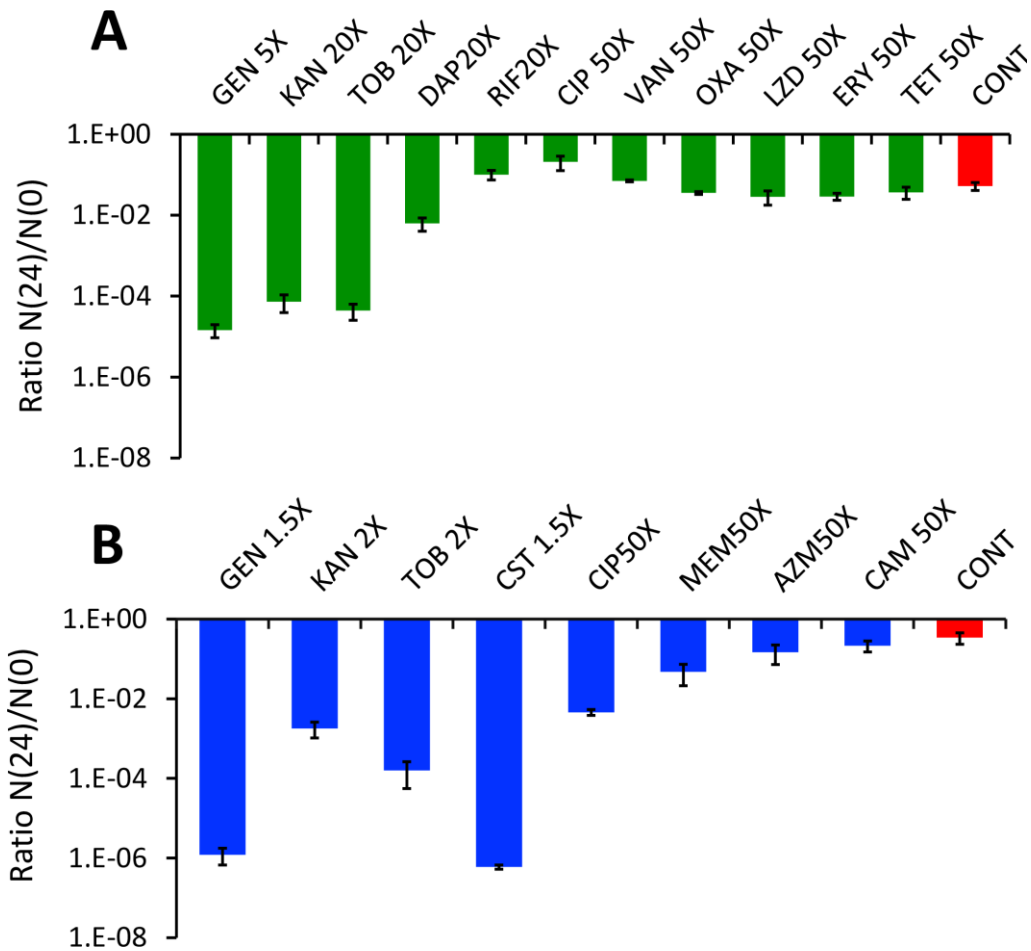 A
GEN 5X
KAN 20X
TOB 20X
DAP20X
RIF20X
CIP 50X
VAN 50X
OXA 50X
LZD 50X
ERY 50X
TET 50X
CONT
Ratio N(24)/N(0)
1.E+00
1.E-02
1.E-04
1.E-06
1.E-08
B
GEN 1.5X
KAN 2X
TOB 2X
CST 1.5X
CIP50X
MEM50X
AZM50X
CAM 50X
CONT
Ratio N(24)/N(0)
1.E+00
1.E-02
1.E-04
1.E-06
1.E-08